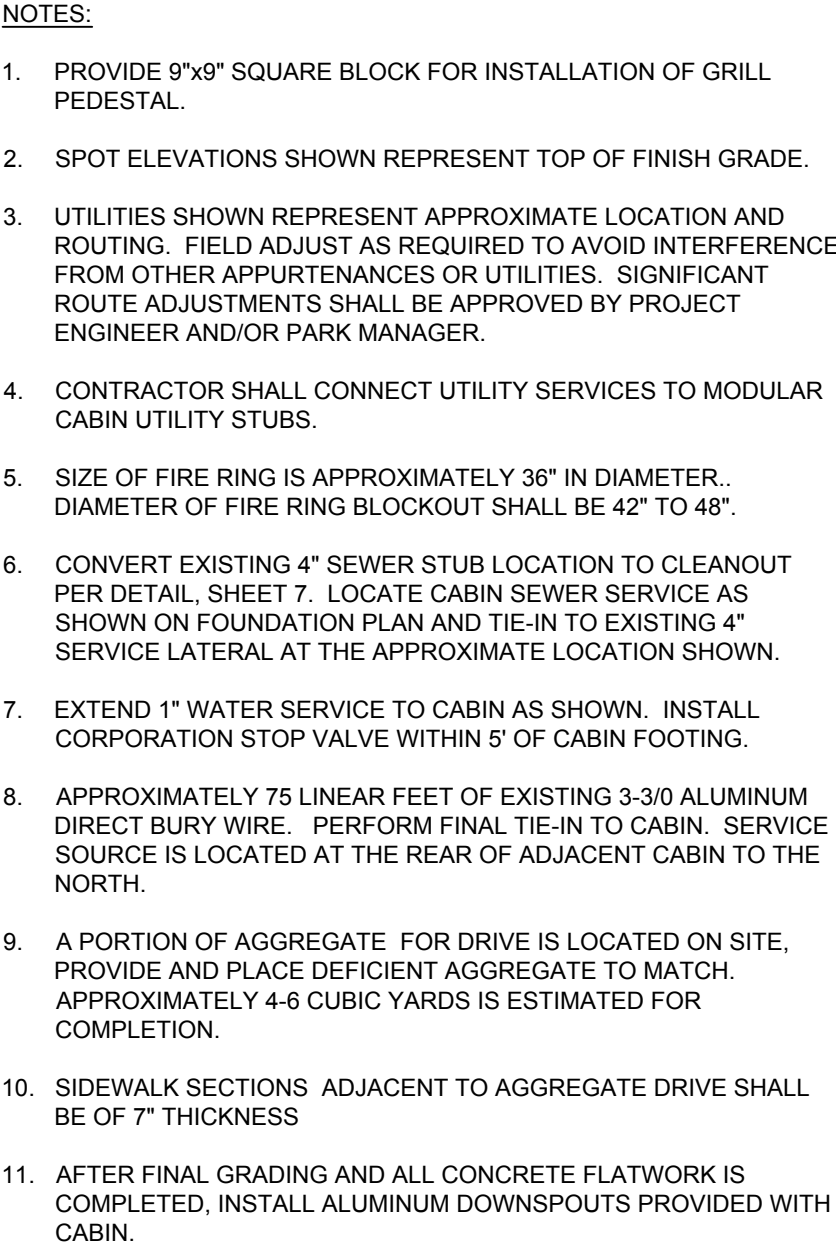 NOTES:
1. PROVIDE 9"x9" SQUARE BLOCK FOR INSTALLATION OF GRILL
PEDESTAL.
2. SPOT ELEVATIONS SHOWN REPRESENT TOP OF FINISH GRADE.
3. UTILITIES SHOWN REPRESENT APPROXIMATE LOCATION AND
ROUTING. FIELD ADJUST AS REQUIRED TO AVOID INTERFERENCE
FROM OTHER APPURTENANCES OR UTILITIES. SIGNIFICANT
ROUTE ADJUSTMENTS SHALL BE APPROVED BY PROJECT
ENGINEER AND/OR PARK MANAGER.
4. CONTRACTOR SHALL CONNECT UTILITY SERVICES TO MODULAR
CABIN UTILITY STUBS.
5. SIZE OF FIRE RING IS APPROXIMATELY 36" IN DIAMETER..
DIAMETER OF FIRE RING BLOCKOUT SHALL BE 42" TO 48".
6. CONVERT EXISTING 4" SEWER STUB LOCATION TO CLEANOUT
PER DETAIL, SHEET 7. LOCATE CABIN SEWER SERVICE AS
SHOWN ON FOUNDATION PLAN AND TIE-IN TO EXISTING 4"
SERVICE LATERAL AT THE APPROXIMATE LOCATION SHOWN.
7. EXTEND 1" WATER SERVICE TO CABIN AS SHOWN. INSTALL
CORPORATION STOP VALVE WITHIN 5' OF CABIN FOOTING.
8. APPROXIMATELY 75 LINEAR FEET OF EXISTING 3-3/0 ALUMINUM
DIRECT BURY WIRE. PERFORM FINAL TIE-IN TO CABIN. SERVICE
SOURCE IS LOCATED AT THE REAR OF ADJACENT CABIN TO THE
NORTH.
9. A PORTION OF AGGREGATE FOR DRIVE IS LOCATED ON SITE,
PROVIDE AND PLACE DEFICIENT AGGREGATE TO MATCH.
APPROXIMATELY 4-6 CUBIC YARDS IS ESTIMATED FOR
COMPLETION.
10. SIDEWALK SECTIONS ADJACENT TO AGGREGATE DRIVE SHALL
BE OF 7" THICKNESS
11. AFTER FINAL GRADING AND ALL CONCRETE FLATWORK IS
COMPLETED, INSTALL ALUMINUM DOWNSPOUTS PROVIDED WITH
CABIN.